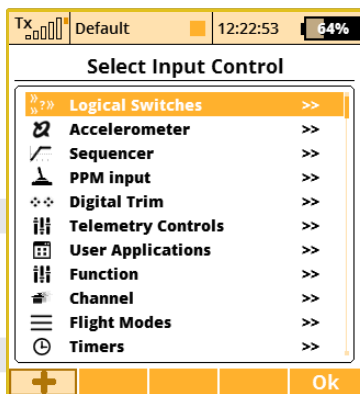 Tx Default 12:22:53 64%
Select Input Control
»?» Logical Switches >>
Accelerometer >>
Sequencer >>
PPM input >>
Digital Trim >>
Telemetry Controls >>
User Applications >>
Function >>
Channel >>
Flight Modes >>
Timers >>
Ok